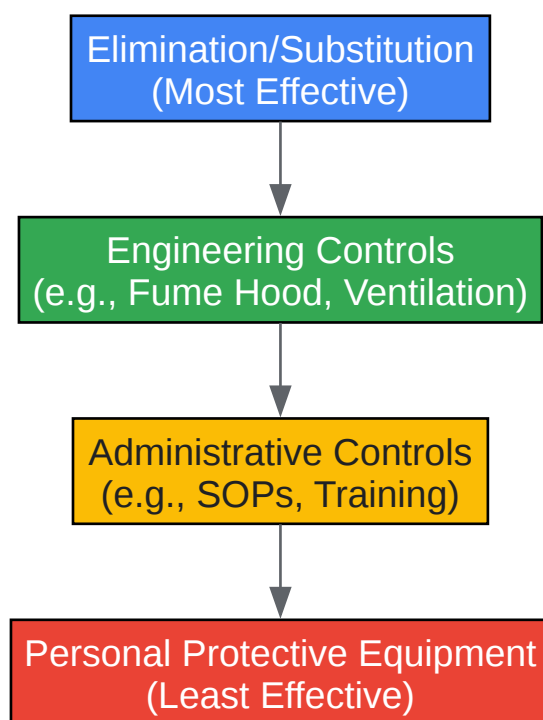 Elimination/Substitution
(Most Effective)
Engineering Controls
(e.g., Fume Hood, Ventilation)
Administrative Controls
(e.g., SOPs, Training)
Personal Protective Equipment
(Least Effective)